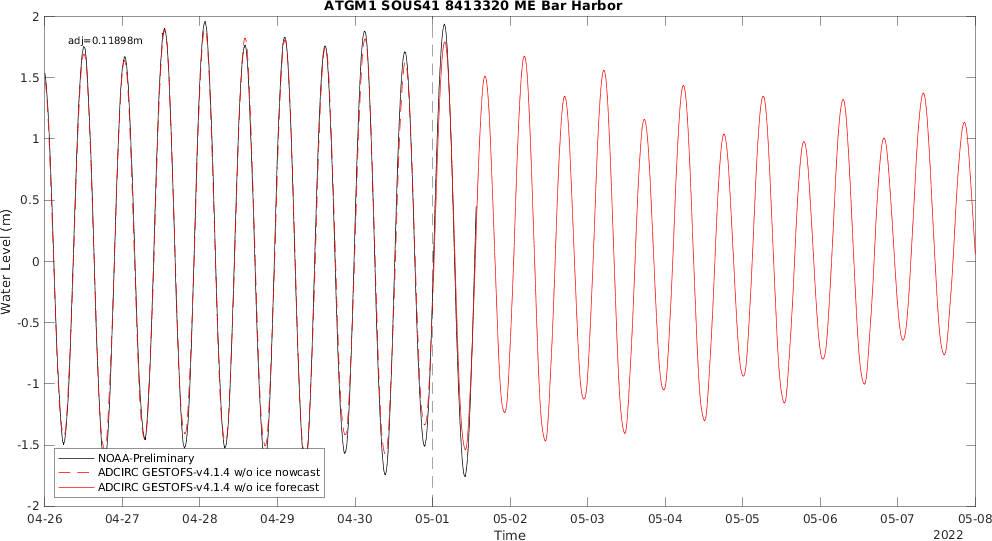 ATGM1 SOUS41 8413320 ME Bar Harbor
adj=0.11898m
2
1.5
1
0.5
0
-0.5
-1
-1.5
-2
Water Level (m)
NOAA-Preliminary
ADCIRC GESTOFS-v4.1.4 w/o ice nowcast
ADCIRC GESTOFS-v4.1.4 w/o ice forecast
04-26 04-27 04-28 04-29 04-30 05-01 05-02 05-03 05-04 05-05 05-06 05-07 05-08
Time
2022